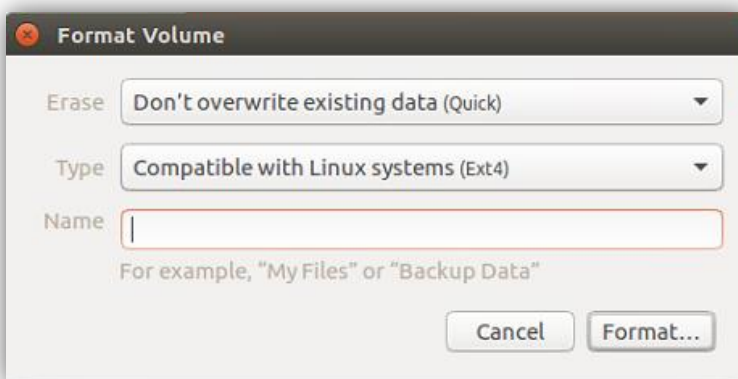 Format Volume
Erase Don't overwrite existing data (Quick)
Type Compatible with Linux systems (Ext4)
Name
For example, “My Files” or “Backup Data”
Cancel Format...